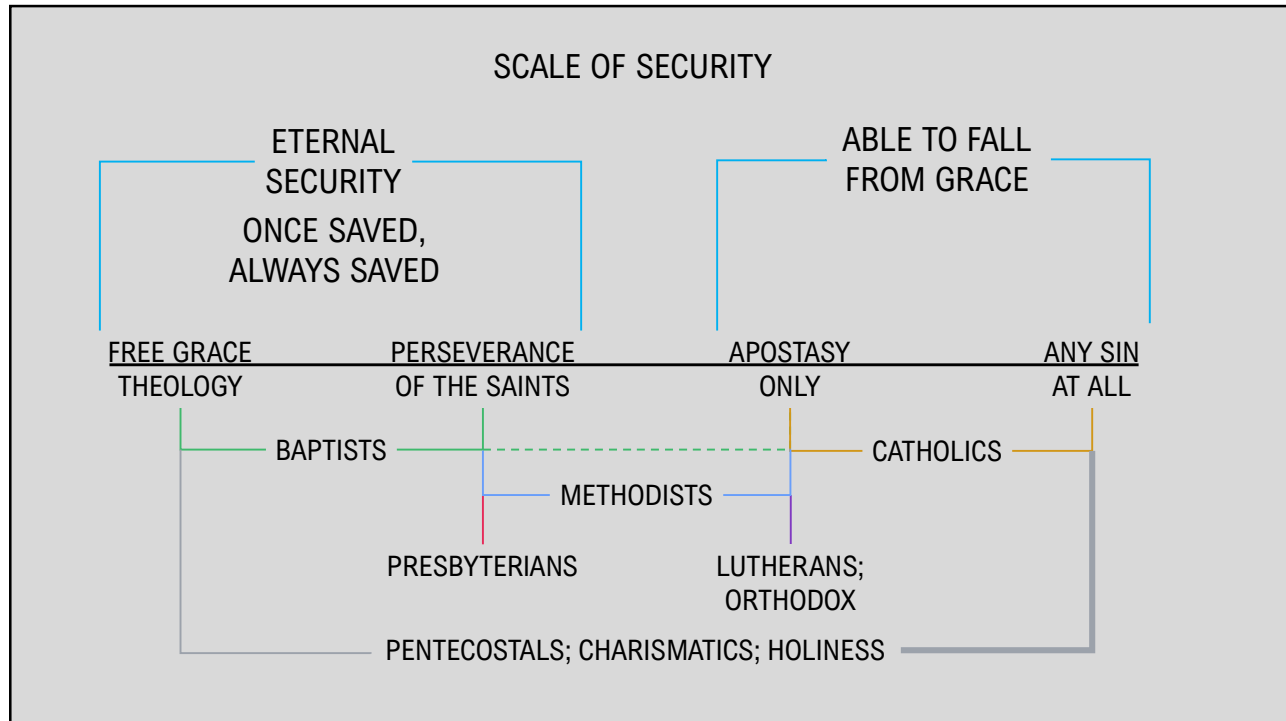 SCALE OF SECURITY
ETERNAL
SECURITY
ONCE SAVED,
ALWAYS SAVED
ABLE TO FALL
FROM GRACE
FREE GRACE
THEOLOGY
PERSEVERANCE
OF THE SAINTS
APOSTASY
ONLY
ANY SIN
AT ALL
BAPTISTS
CATHOLICS
METHODISTS
PRESBYTERIANS
LUTHERANS;
ORTHODOX
PENTECOSTALS; CHARISMATICS; HOLINESS